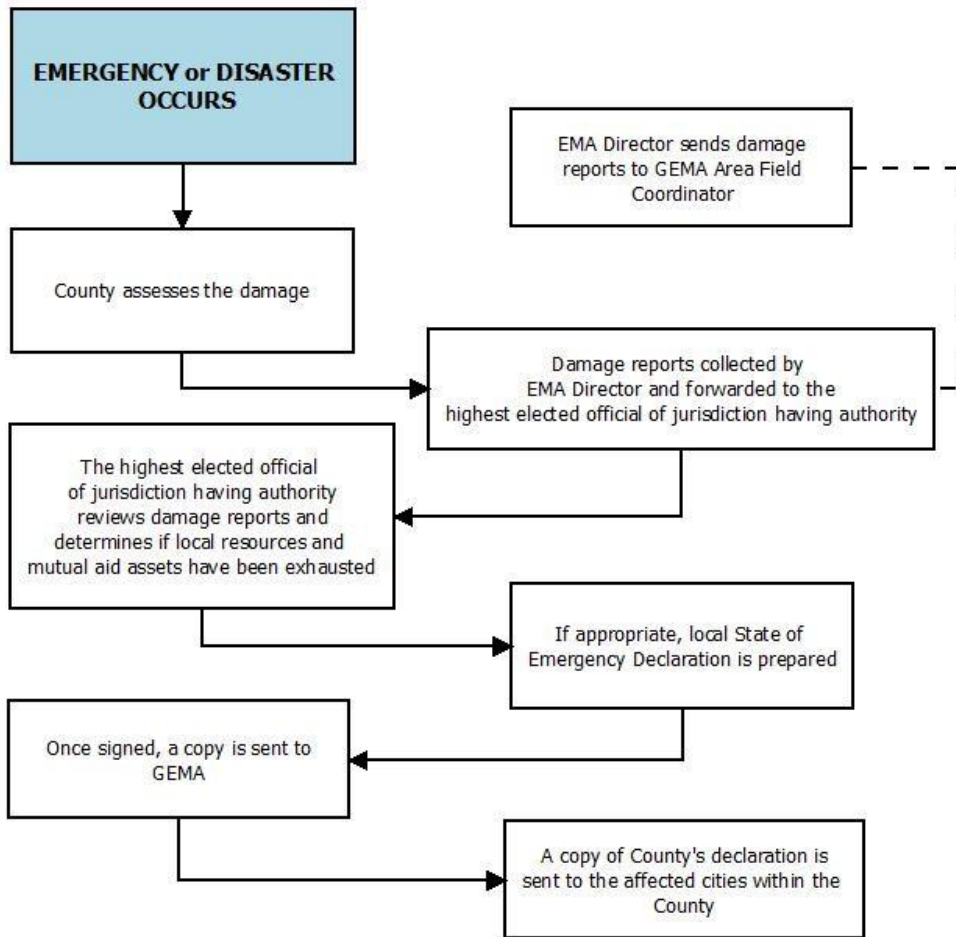 EMERGENCY or DISASTER
OCCURS
EMA Director sends damage
reports to GEMA Area Field
Coordinator
County assesses the damage
Damage reports collected by
EMA Director and forwarded to the
highest elected official of jurisdiction having authority
The highest elected official
of jurisdiction having authority
reviews damage reports and
determines if local resources and
mutual aid assets have been exhausted
If appropriate, local State of
Emergency Declaration is prepared
Once signed, a copy is sent to
GEMA
A copy of County's declaration is
sent to the affected cities within the
County